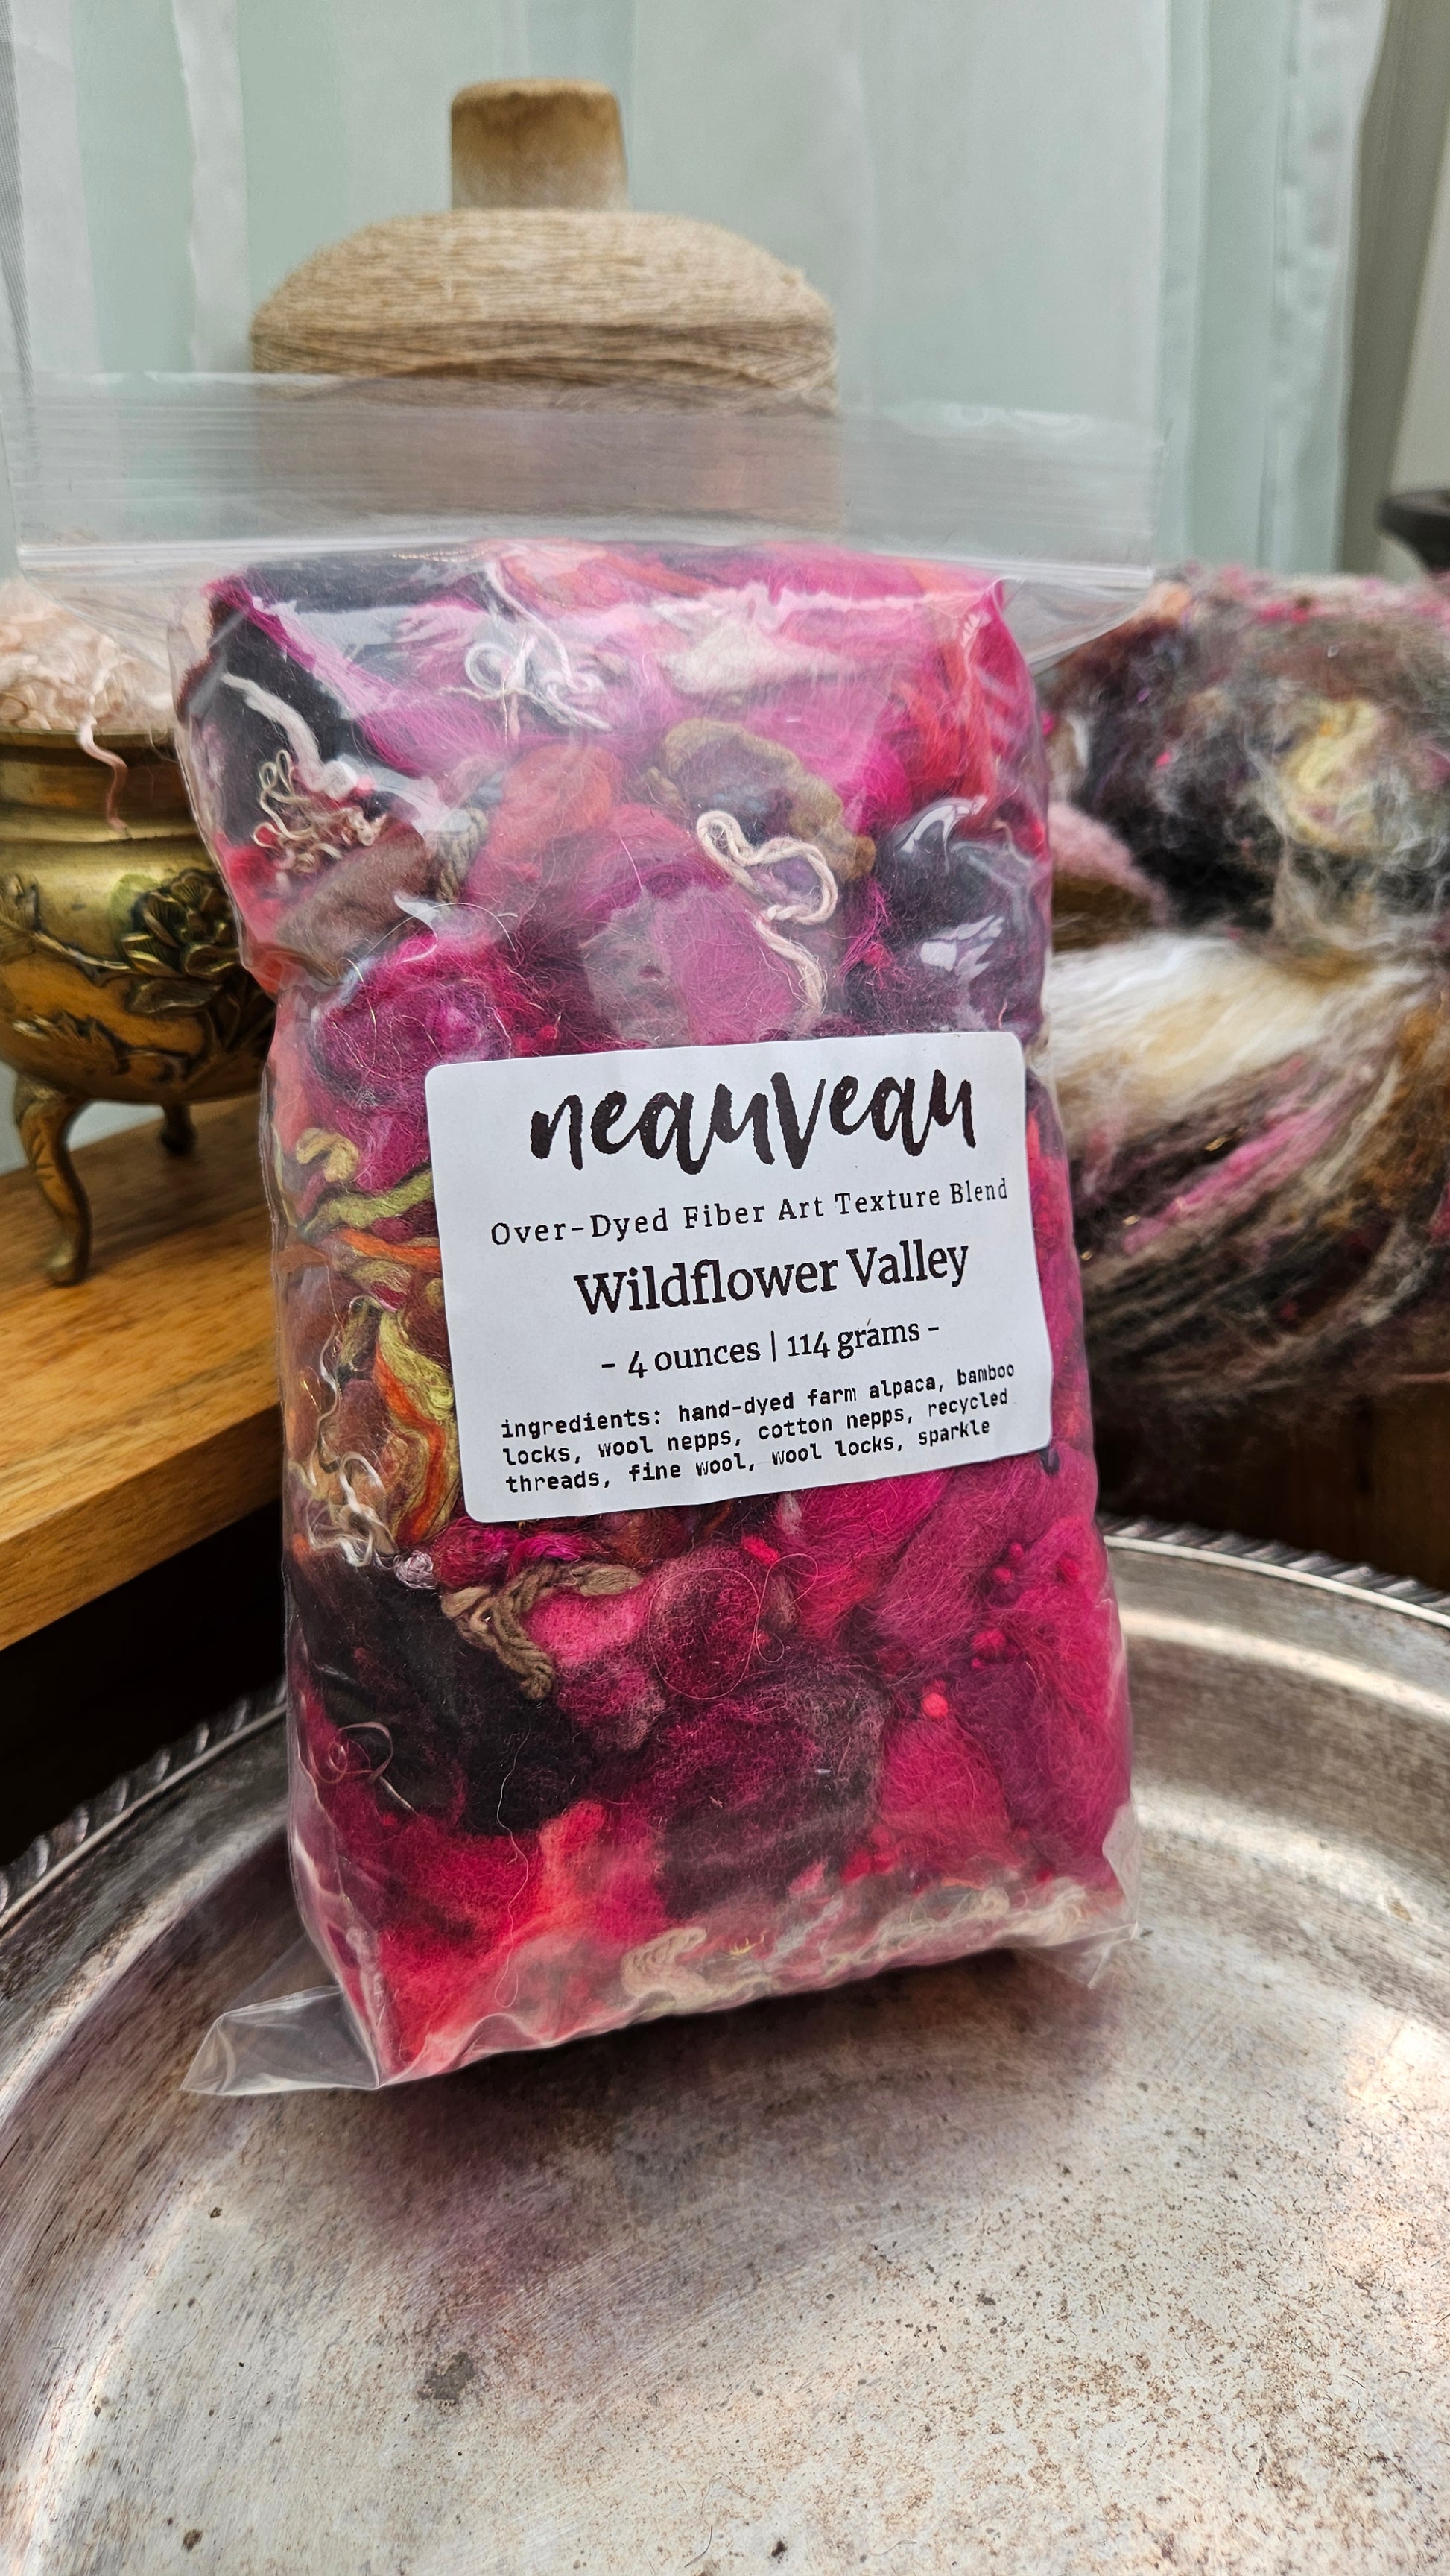 neauveau
Over-Dyed Fiber Art Texture Blend
Wildflower Valley
- 4 ounces | 114 grams -
ingredients: hand-dyed farm alpaca, bamboo
locks, wool nepps, cotton nepps, recycled
threads, fine wool, wool locks, sparkle